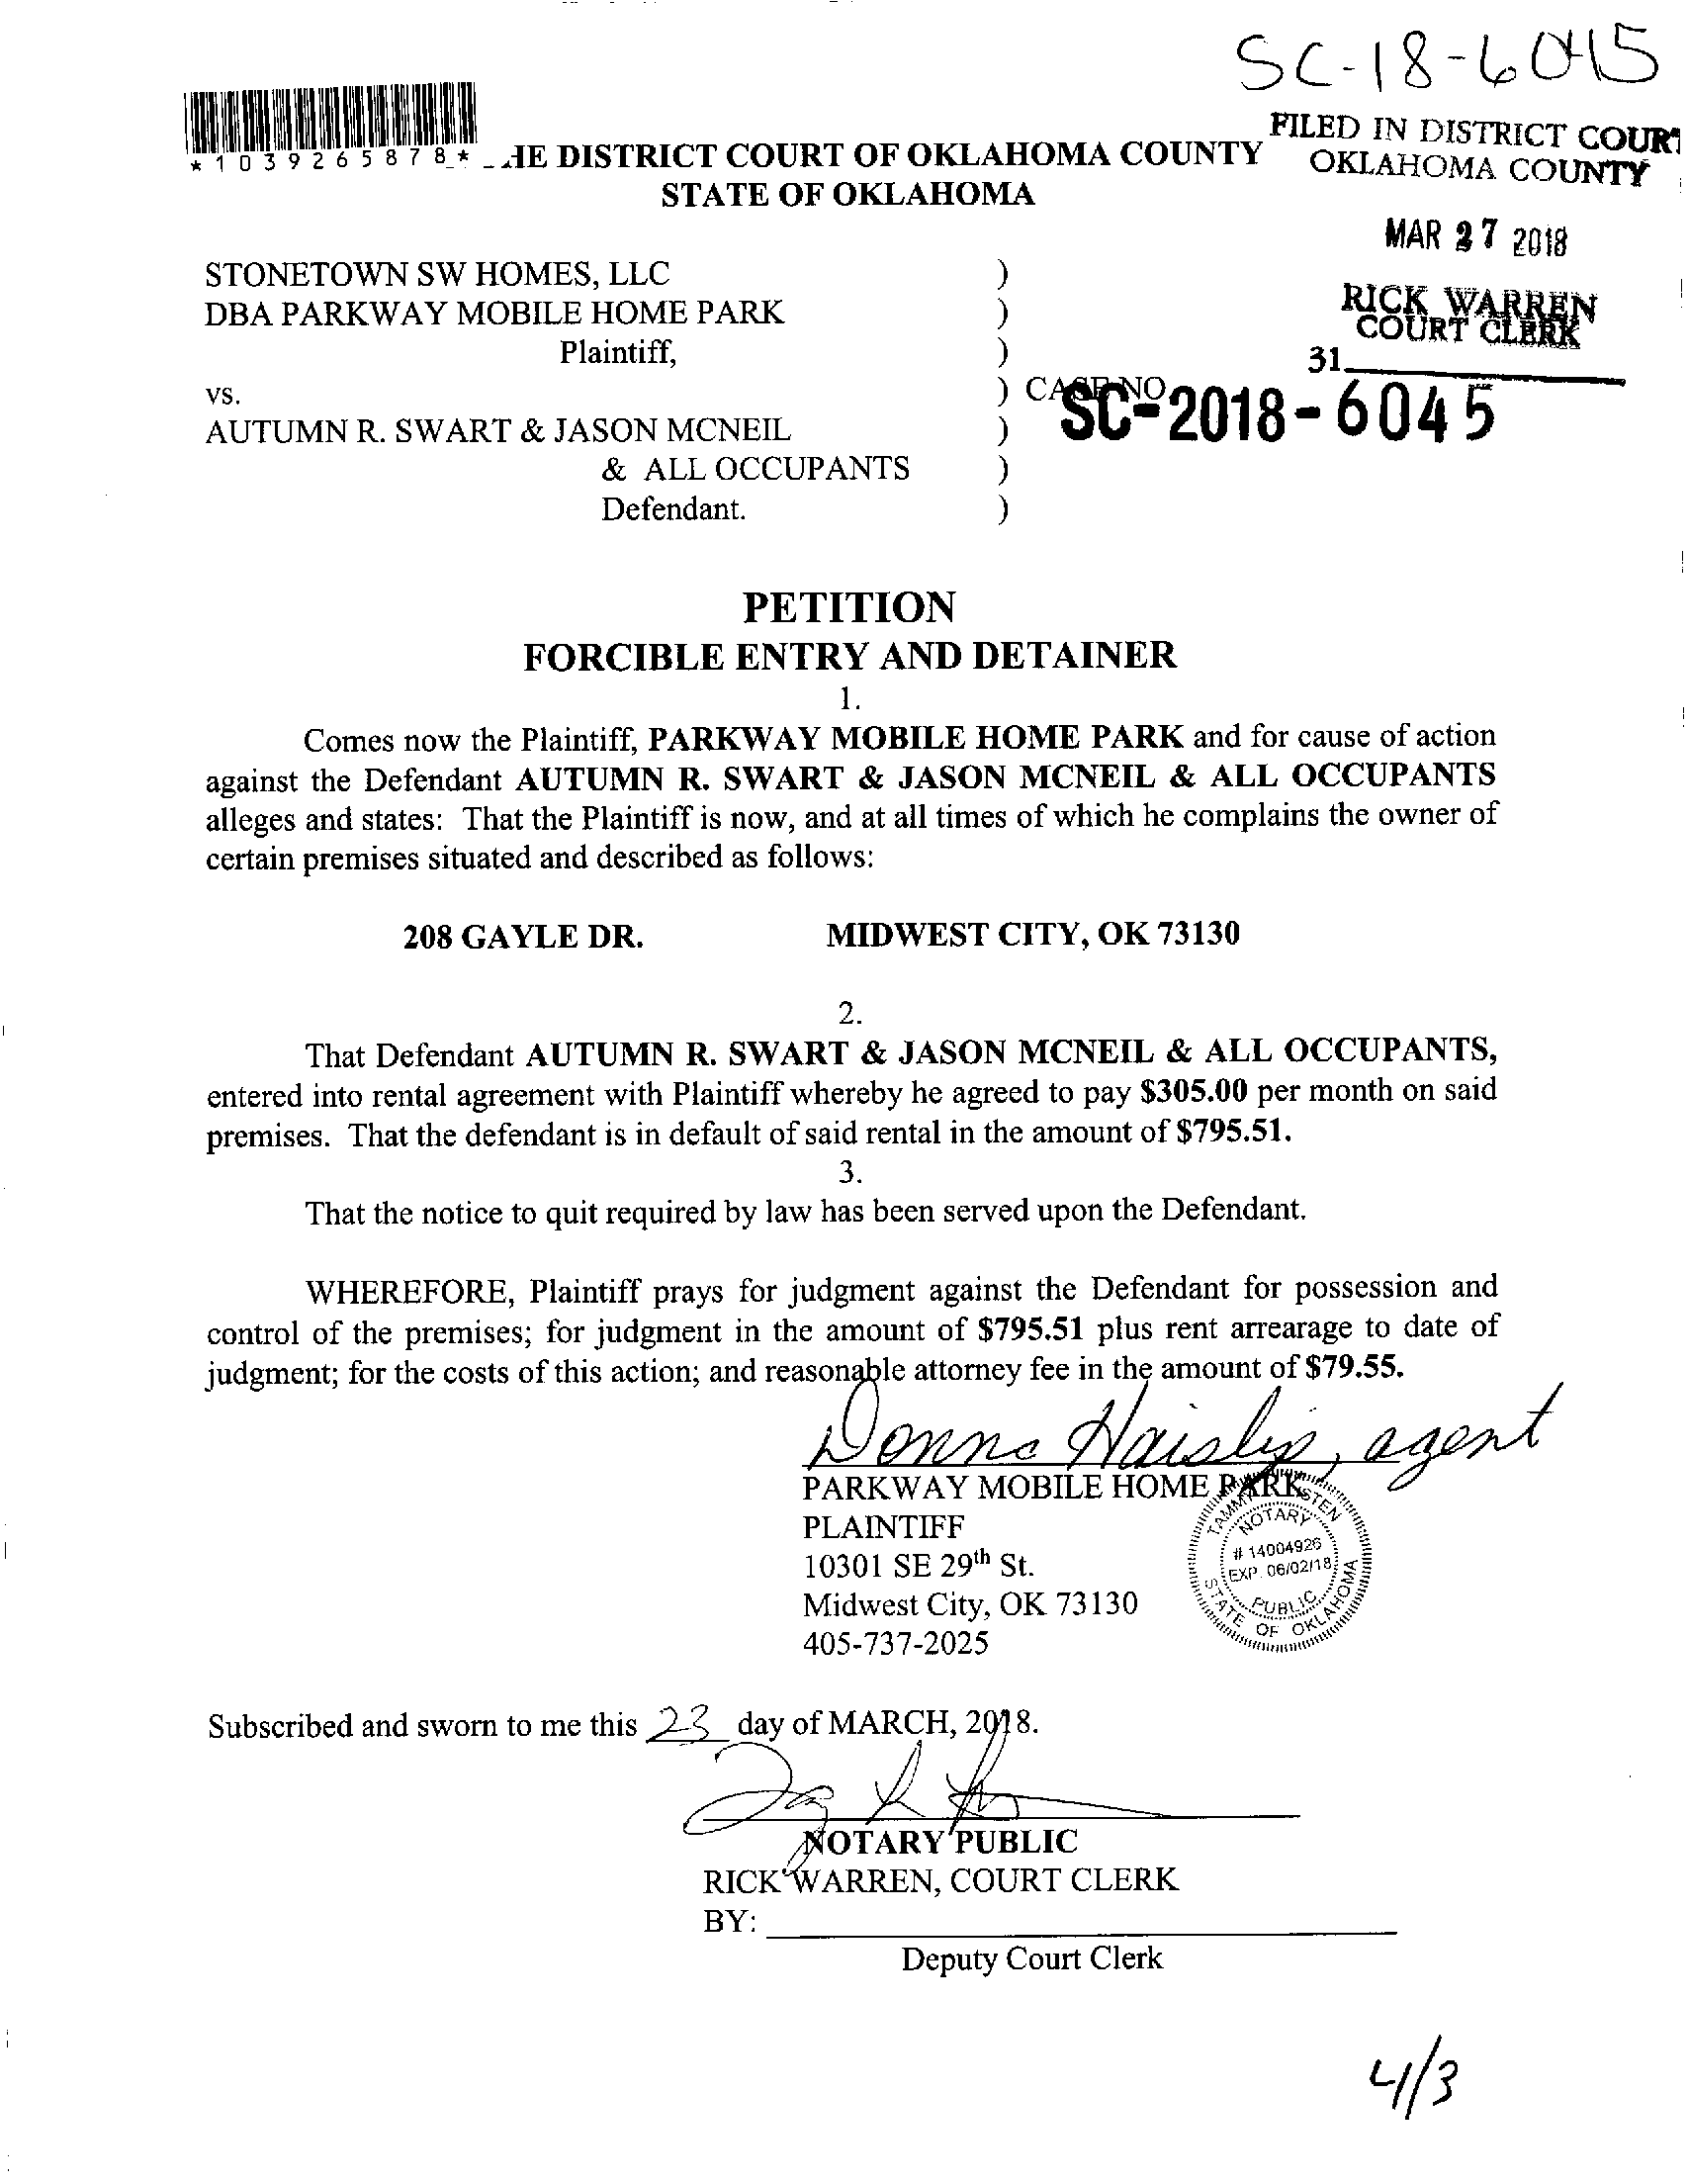 SC-18-6045
*1039265878*
HE DISTRICT COURT OF OKLAHOMA COUNTY
STATE OF OKLAHOMA
FILED IN DISTRICT COURT
OKLAHOMA COUNTY
MAR 27 2018
RICK WARREN
COURT CLERK
31
STONETOWN SW HOMES, LLC )
DBA PARKWAY MOBILE HOME PARK )
Plaintiff, )
vs. ) CASE NO.
SC-2018-6045
AUTUMN R. SWART & JASON MCNEIL )
& ALL OCCUPANTS )
Defendant. )
PETITION
FORCIBLE ENTRY AND DETAINER
1.
Comes now the Plaintiff, PARKWAY MOBILE HOME PARK and for cause of action
against the Defendant AUTUMN R. SWART & JASON MCNEIL & ALL OCCUPANTS
alleges and states: That the Plaintiff is now, and at all times of which he complains the owner of
certain premises situated and described as follows:
208 GAYLE DR. MIDWEST CITY, OK 73130
2.
That Defendant AUTUMN R. SWART & JASON MCNEIL & ALL OCCUPANTS,
entered into rental agreement with Plaintiff whereby he agreed to pay $305.00 per month on said
premises. That the defendant is in default of said rental in the amount of $795.51.
3.
That the notice to quit required by law has been served upon the Defendant.
WHEREFORE, Plaintiff prays for judgment against the Defendant for possession and
control of the premises; for judgment in the amount of $795.51 plus rent arrearage to date of
judgment; for the costs of this action; and reasonable attorney fee in the amount of $79.55.
Donna Haislip, agent
PARKWAY MOBILE HOME PARK
PLAINTIFF
10301 SE 29th St.
Midwest City, OK 73130
405-737-2025
NOTARY
# 14004926
EXP. 06/02/18
PUBLIC
STATE OF OKLAHOMA
Subscribed and sworn to me this 23 day of MARCH, 2018.
NOTARY PUBLIC
RICK WARREN, COURT CLERK
BY:
Deputy Court Clerk
4/3